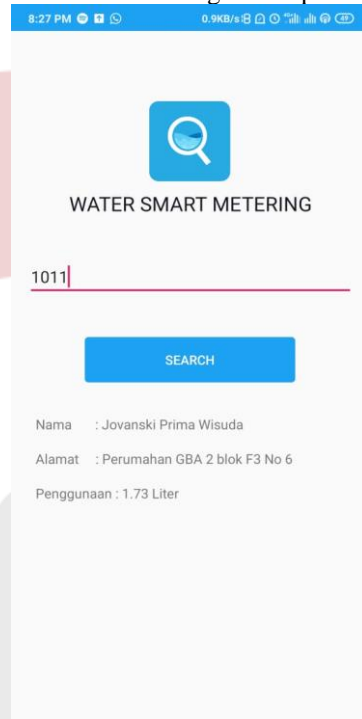 8:27 PM 0.9KB/s 49
WATER SMART METERING
1011
SEARCH
Nama : Jovanski Prima Wisuda
Alamat : Perumahan GBA 2 blok F3 No 6
Penggunaan : 1.73 Liter